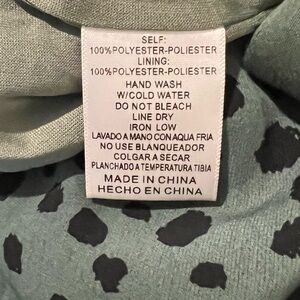 SELF:
100%POLYESTER-POLIESTER
LINING:
100%POLYESTER-POLIESTER
HAND WASH
W/COLD WATER
DO NOT BLEACH
LINE DRY
IRON LOW
LAVADO A MANO CON AQUA FRIA
NO USE BLANQUEADOR
COLGAR A SECAR
PLANCHADO A TEMPERATURA TIBIA
MADE IN CHINA
HECHO EN CHINA